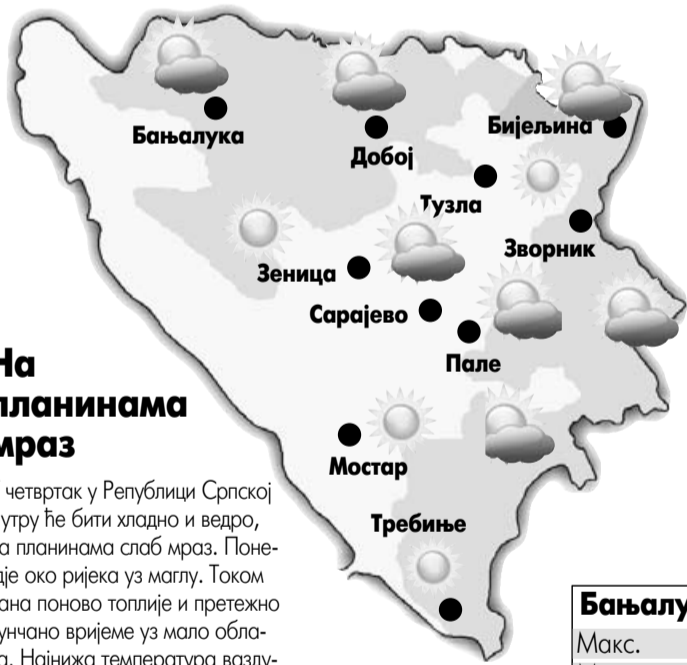 Бањалука
Добој
Бијељина
Тузла
Зворник
Зеница
Сарајево
Пале
Мостар
Требиње
На
планинама
мраз
четвртак у Републици Српској
утру ће бити хладно и ведро,
а планинама слаб мраз. Поне-
дје око ријека уз маглу. Током
ана поново топлије и претежно
унчано вријеме уз мало обла-
а. Најнижа температура вазду-
Бањалу
Макс.